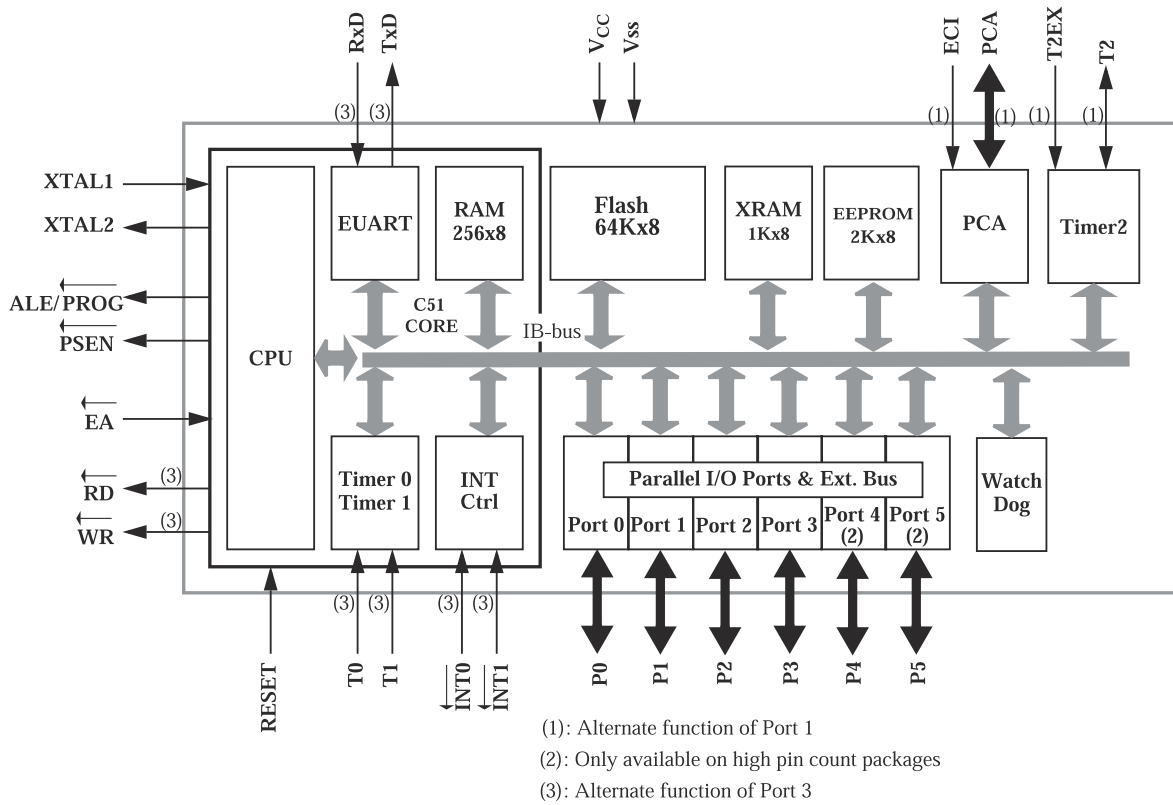 RxD
TxD
VCC
Vss
ECI
PCA
T2EX
T2
(3)
(3)
(1)
(1)
(1)
(1)
XTAL1
XTAL2
ALE/PROG
PSEN
EA
RD
(3)
WR
(3)
CPU
EUART
RAM
256x8
Flash
64Kx8
XRAM
1Kx8
EEPROM
2Kx8
PCA
Timer2
C51
CORE
IB-bus
Timer 0
Timer 1
INT
Ctrl
Parallel I/O Ports & Ext. Bus
Port 0
Port 1
Port 2
Port 3
Port 4
(2)
Port 5
(2)
Watch
Dog
(3)
(3)
(3)
(3)
RESET
T0
T1
INT0
INT1
P0
P1
P2
P3
P4
P5
(1): Alternate function of Port 1
(2): Only available on high pin count packages
(3): Alternate function of Port 3